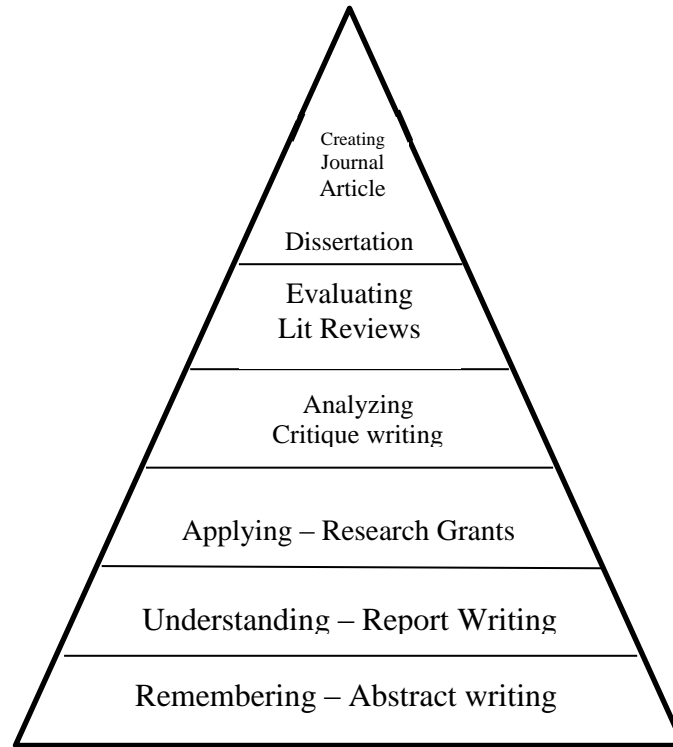 Creating
Journal
Article
Dissertation
Evaluating
Lit Reviews
Analyzing
Critique writing
Applying – Research Grants
Understanding – Report Writing
Remembering – Abstract writing